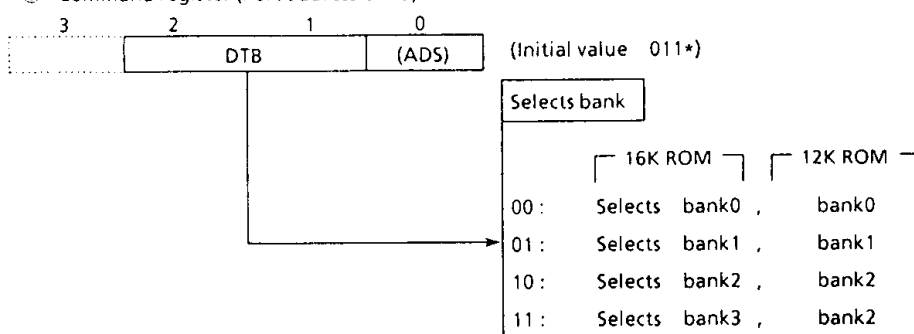 3 2 1 0
DTB (ADS) (Initial value 011*)
Selects bank
16K ROM 12K ROM
00 : Selects bank0 , bank0
01 : Selects bank1 , bank1
10 : Selects bank2 , bank2
11 : Selects bank3 , bank2